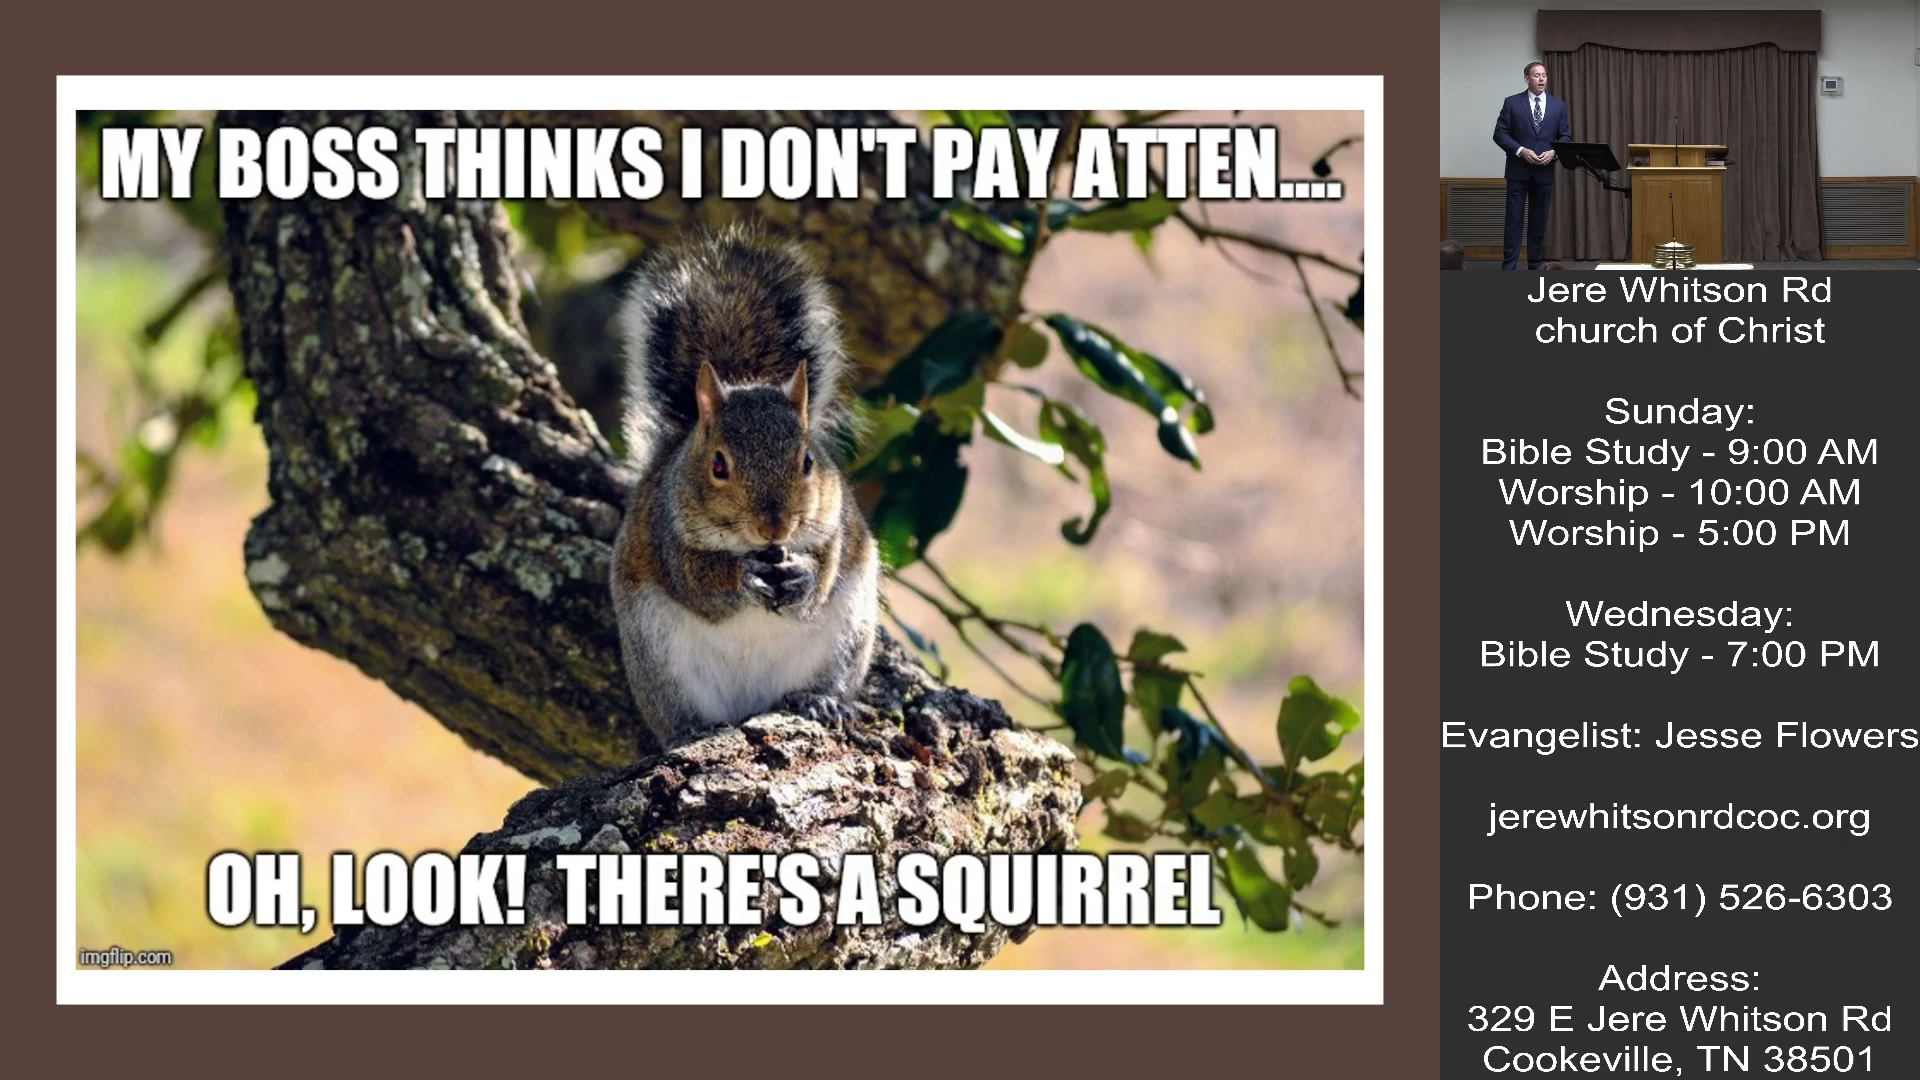 MY BOSS THINKS I DON'T PAY ATTEN....
OH, LOOK! THERE'S A SQUIRREL
imgflip.com
Jere Whitson Rd
church of Christ
Sunday:
Bible Study - 9:00 AM
Worship - 10:00 AM
Worship - 5:00 PM
Wednesday:
Bible Study - 7:00 PM
Evangelist: Jesse Flowers
jerewhitsonrdcoc.org
Phone: (931) 526-6303
Address:
329 E Jere Whitson Rd
Cookeville, TN 38501